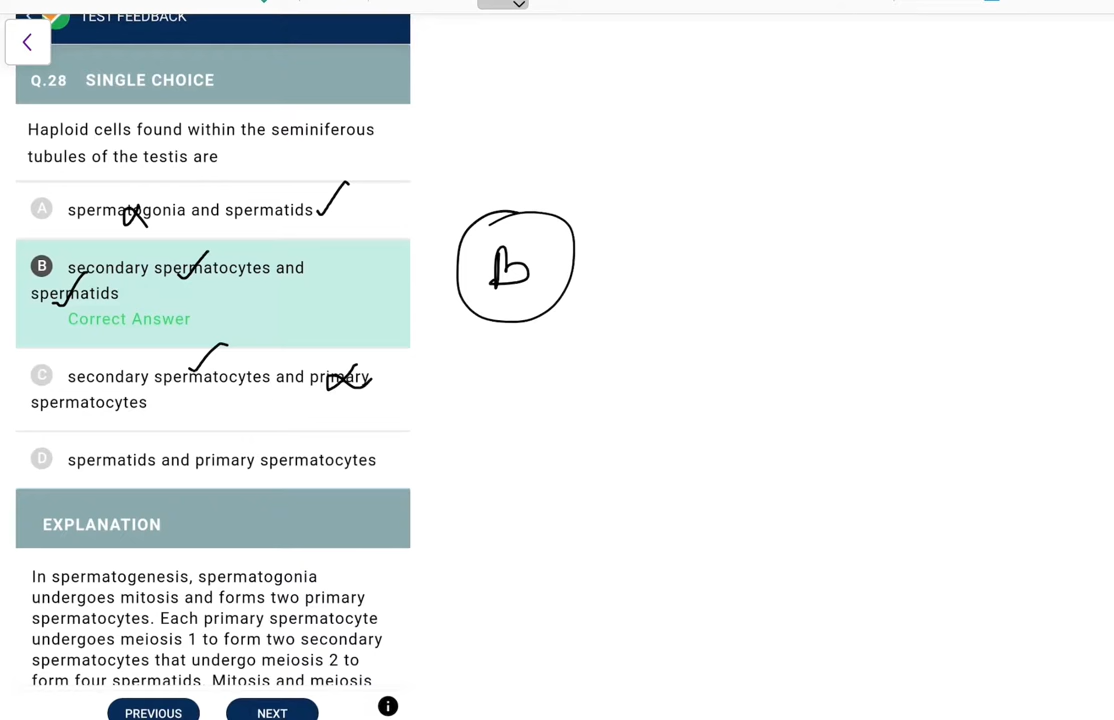 TEST FEEDBACK
Q.28 SINGLE CHOICE
Haploid cells found within the seminiferous
tubules of the testis are
A spermatogonia and spermatids
B secondary spermatocytes and
spermatids
Correct Answer
C secondary spermatocytes and primary
spermatocytes
D spermatids and primary spermatocytes
B
EXPLANATION
In spermatogenesis, spermatogonia
undergoes mitosis and forms two primary
spermatocytes. Each primary spermatocyte
undergoes meiosis 1 to form two secondary
spermatocytes that undergo meiosis 2 to
form four spermatids. Mitosis and meiosis
PREVIOUS NEXT i